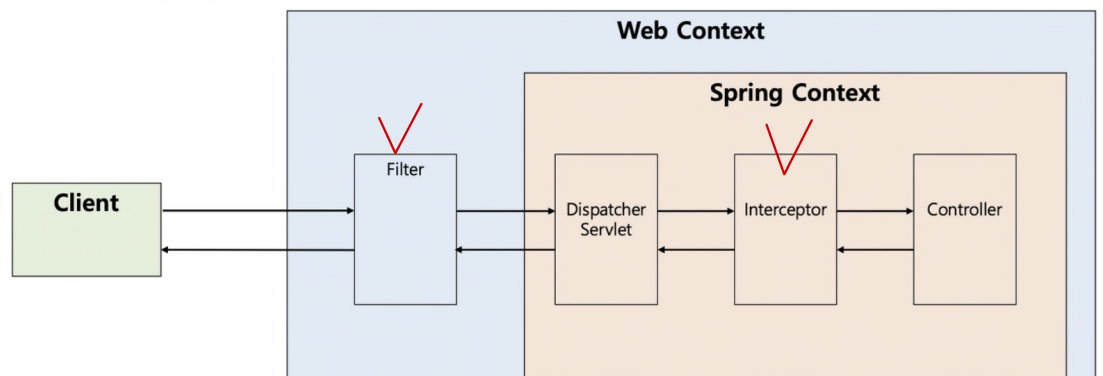 Web Context
Spring Context
Client
Filter
Dispatcher
Servlet
Interceptor
Controller